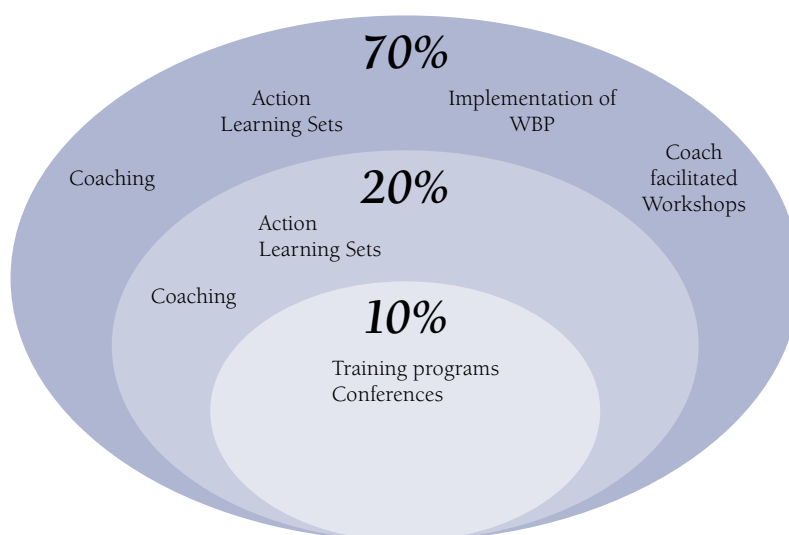 70%
Action
Learning Sets
Implementation of
WBP
Coach
facilitated
Workshops
Coaching
20%
Action
Learning Sets
Coaching
10%
Training programs
Conferences